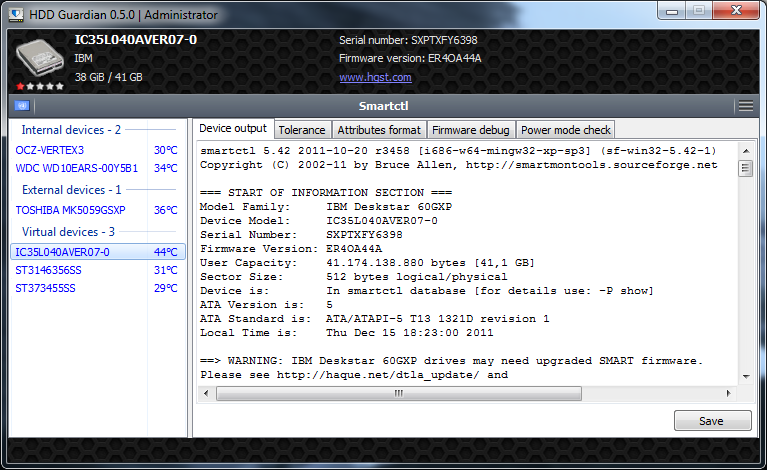 HDD Guardian 0.5.0 | Administrator
IC35L040AVER07-0
IBM
38 GiB / 41 GB
Serial number: SXPTXFY6398
Firmware version: ER4OA44A
www.hgst.com
Smartctl
Internal devices - 2
OCZ-VERTEX3 30°C
WDC WD10EARS-00Y5B1 34°C
External devices - 1
TOSHIBA MK5059GSXP 36°C
Virtual devices - 3
IC35L040AVER07-0 44°C
ST3146356SS 31°C
ST373455SS 29°C
Device output Tolerance Attributes format Firmware debug Power mode check
smartctl 5.42 2011-10-20 r3458 [i686-w64-mingw32-xp-sp3] (sf-win32-5.42-1)
Copyright (C) 2002-11 by Bruce Allen, http://smartmontools.sourceforge.net
=== START OF INFORMATION SECTION ===
Model Family: IBM Deskstar 60GXP
Device Model: IC35L040AVER07-0
Serial Number: SXPTXFY6398
Firmware Version: ER4OA44A
User Capacity: 41.174.138.880 bytes [41,1 GB]
Sector Size: 512 bytes logical/physical
Device is: In smartctl database [for details use: -P show]
ATA Version is: 5
ATA Standard is: ATA/ATAPI-5 T13 1321D revision 1
Local Time is: Thu Dec 15 18:23:00 2011
==> WARNING: IBM Deskstar 60GXP drives may need upgraded SMART firmware.
Please see http://haque.net/dtla_update/ and
Save